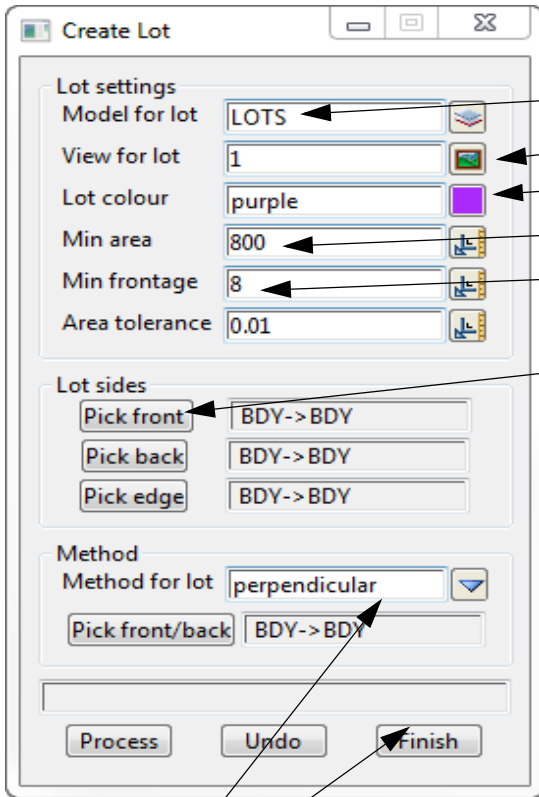 Create Lot
Lot settings
Model for lot LOTS
View for lot 1
Lot colour purple
Min area 800
Min frontage 8
Area tolerance 0.01
Lot sides
Pick front BDY->BDY
Pick back BDY->BDY
Pick edge BDY->BDY
Method
Method for lot perpendicular
Pick front/back BDY->BDY
Process Undo Finish